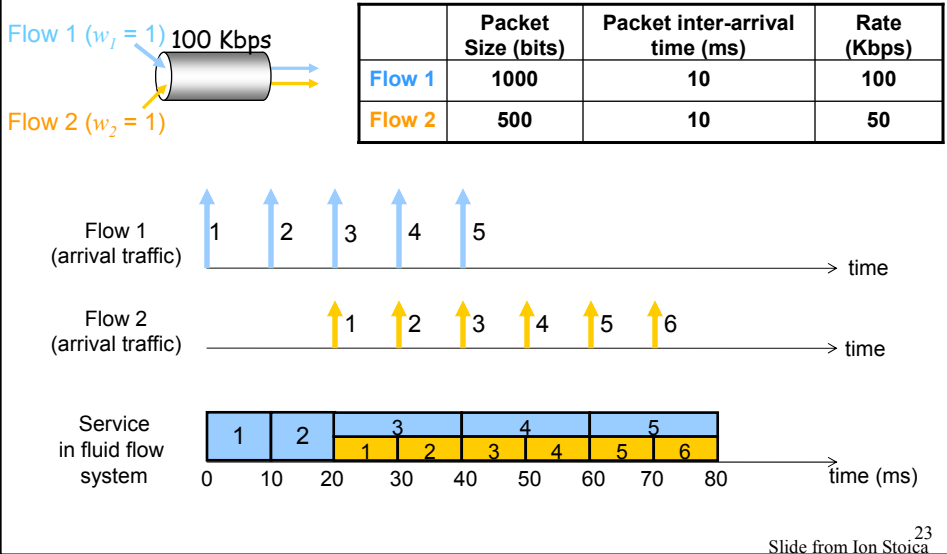 Flow 1 (w1 = 1)
100 Kbps
Flow 2 (w2 = 1)
Packet Size (bits) Packet inter-arrival time (ms) Rate (Kbps)
Flow 1 1000 10 100
Flow 2 500 10 50
Flow 1
(arrival traffic)
1 2 3 4 5
time
Flow 2
(arrival traffic)
1 2 3 4 5 6
time
Service
in fluid flow
system
1 2 3 4 5
1 2 3 4 5 6
0 10 20 30 40 50 60 70 80
time (ms)
23
Slide from Ion Stoica